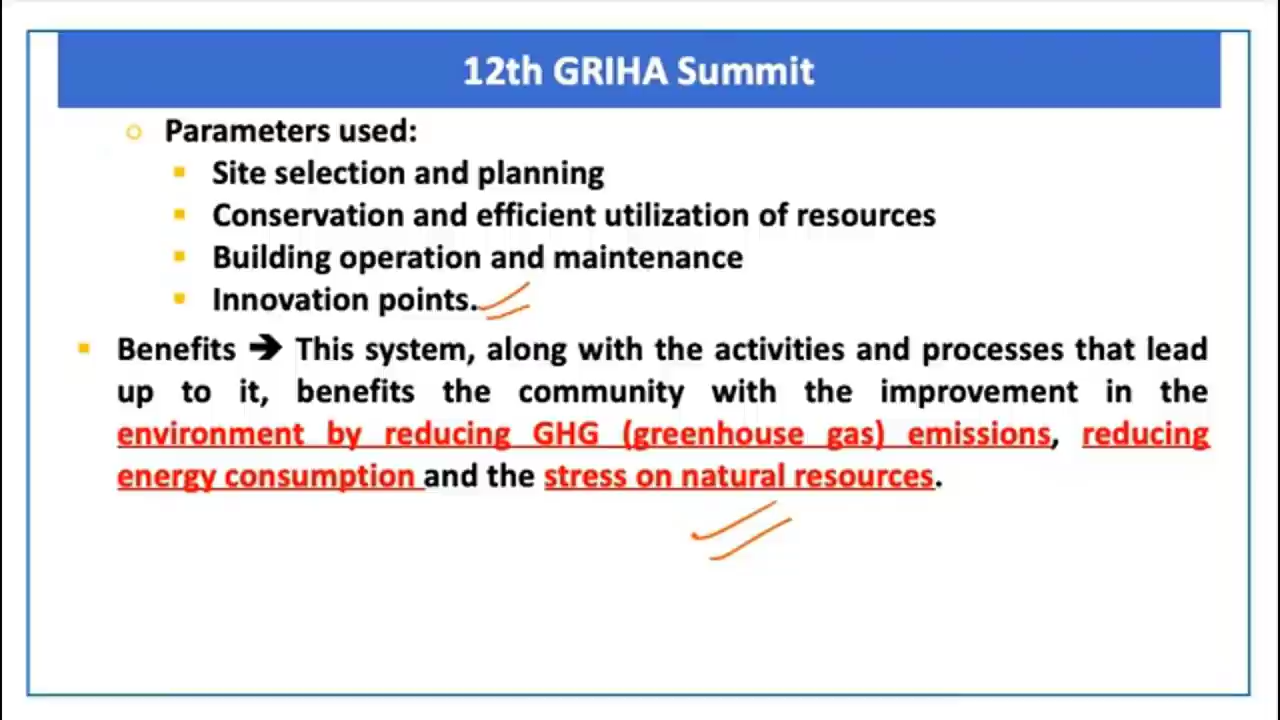 12th GRIHA Summit
Parameters used:
Site selection and planning
Conservation and efficient utilization of resources
Building operation and maintenance
Innovation points.
Benefits ➔ This system, along with the activities and processes that lead
up to it, benefits the community with the improvement in the
environment by reducing GHG (greenhouse gas) emissions, reducing
energy consumption and the stress on natural resources.